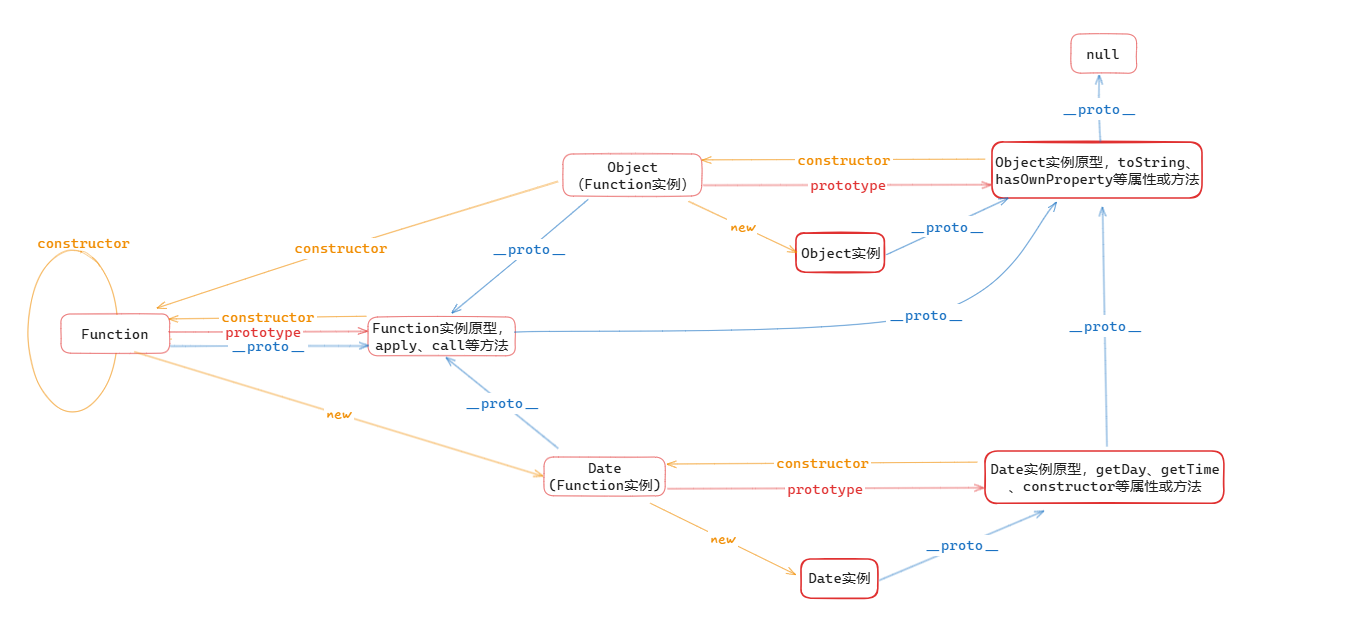 null
__proto__
Object
（Function实例）
constructor
prototype
Object实例原型，toString、
hasOwnProperty等属性或方法
new
__proto__
Object实例
constructor
constructor
__proto__
Function
constructor
prototype
__proto__
Function实例原型，
apply、call等方法
__proto__
__proto__
new
__proto__
Date
(Function实例)
constructor
prototype
Date实例原型，getDay、getTime
、constructor等属性或方法
new
__proto__
Date实例